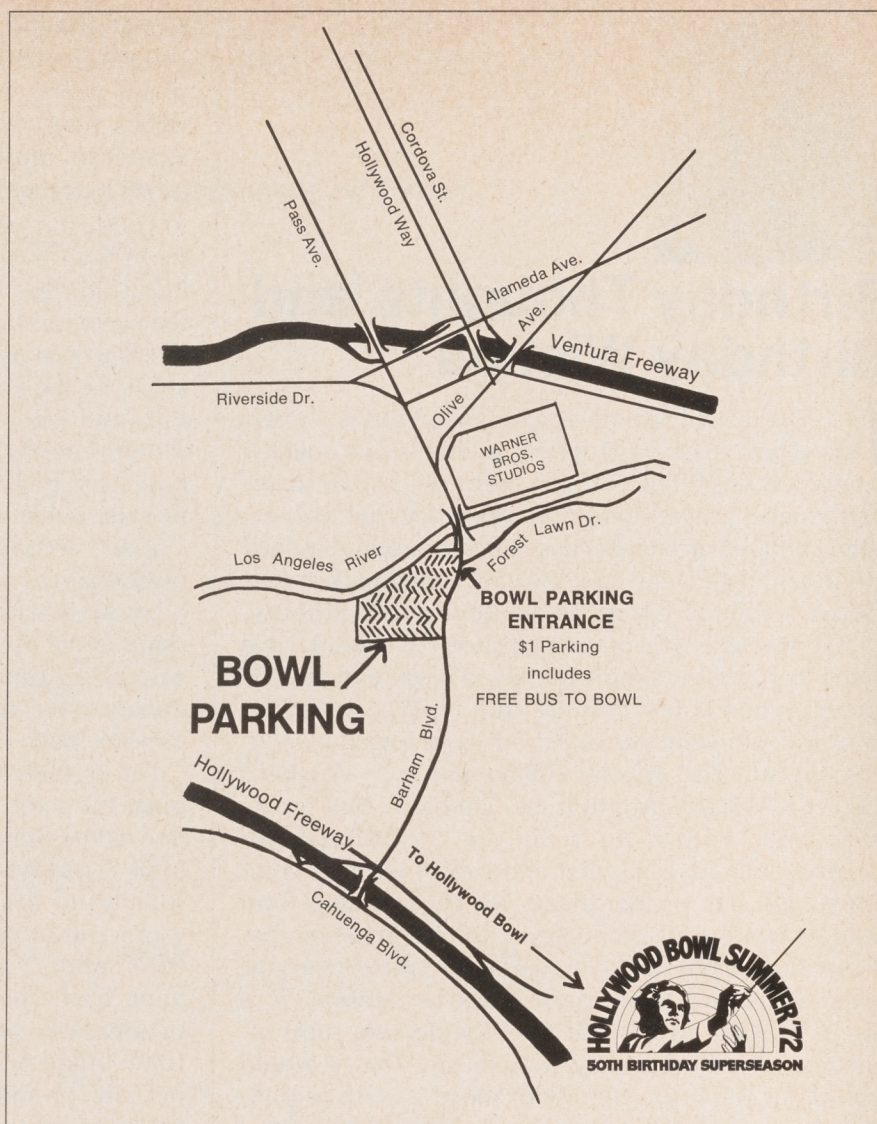 Cordova St.
Hollywood Way
Pass Ave.
Alameda Ave.
Ave.
Ventura Freeway
Riverside Dr.
Olive
WARNER
BROS.
STUDIOS
Forest Lawn Dr.
Los Angeles River
BOWL PARKING
ENTRANCE
$1 Parking
includes
FREE BUS TO BOWL
BOWL
PARKING
Barham Blvd.
Hollywood Freeway
To Hollywood Bowl
Cahuenga Blvd.
HOLLYWOOD BOWL SUMMER '72
50TH BIRTHDAY SUPERSEASON